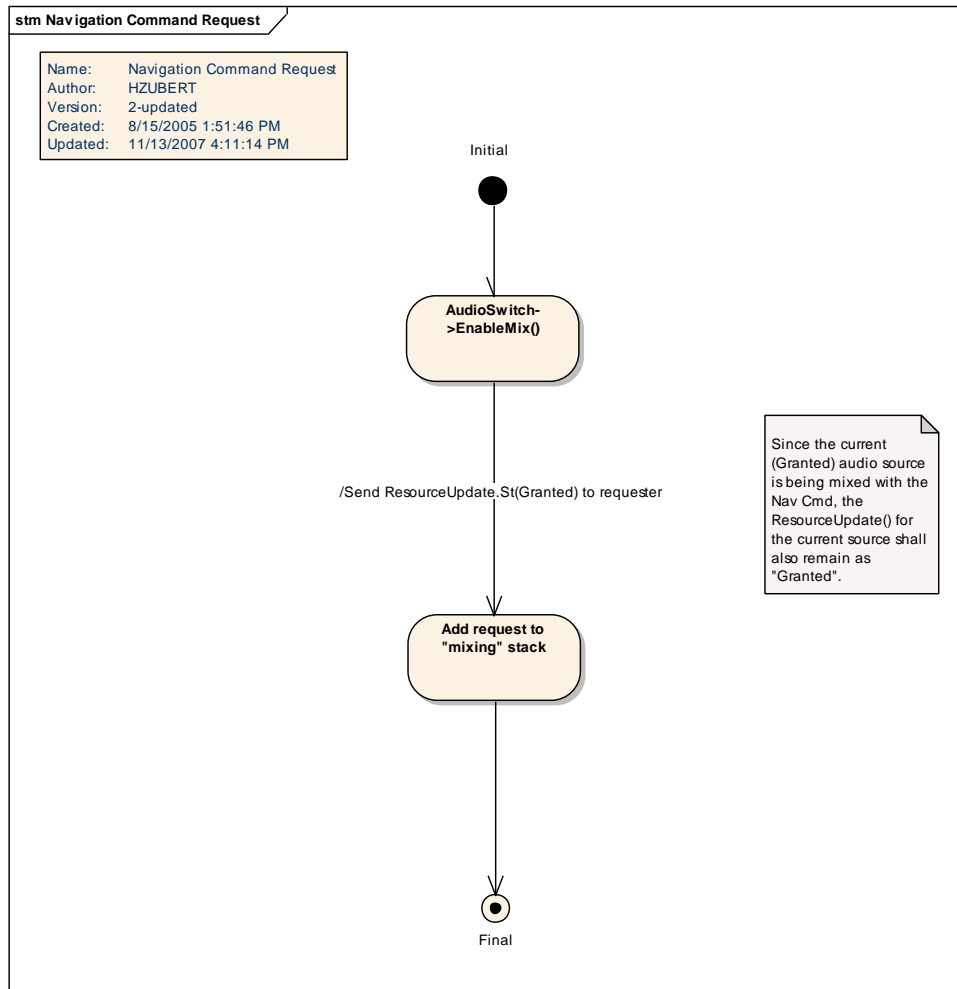 stm Navigation Command Request
Name: Navigation Command Request
Author: HZUBERT
Version: 2-updated
Created: 8/15/2005 1:51:46 PM
Updated: 11/13/2007 4:11:14 PM
Initial
AudioSwitch-
>EnableMix()
/Send ResourceUpdate.St(Granted) to requester
Since the current
(Granted) audio source
is being mixed with the
Nav Cmd, the
ResourceUpdate() for
the current source shall
also remain as
"Granted".
Add request to
"mixing" stack
Final